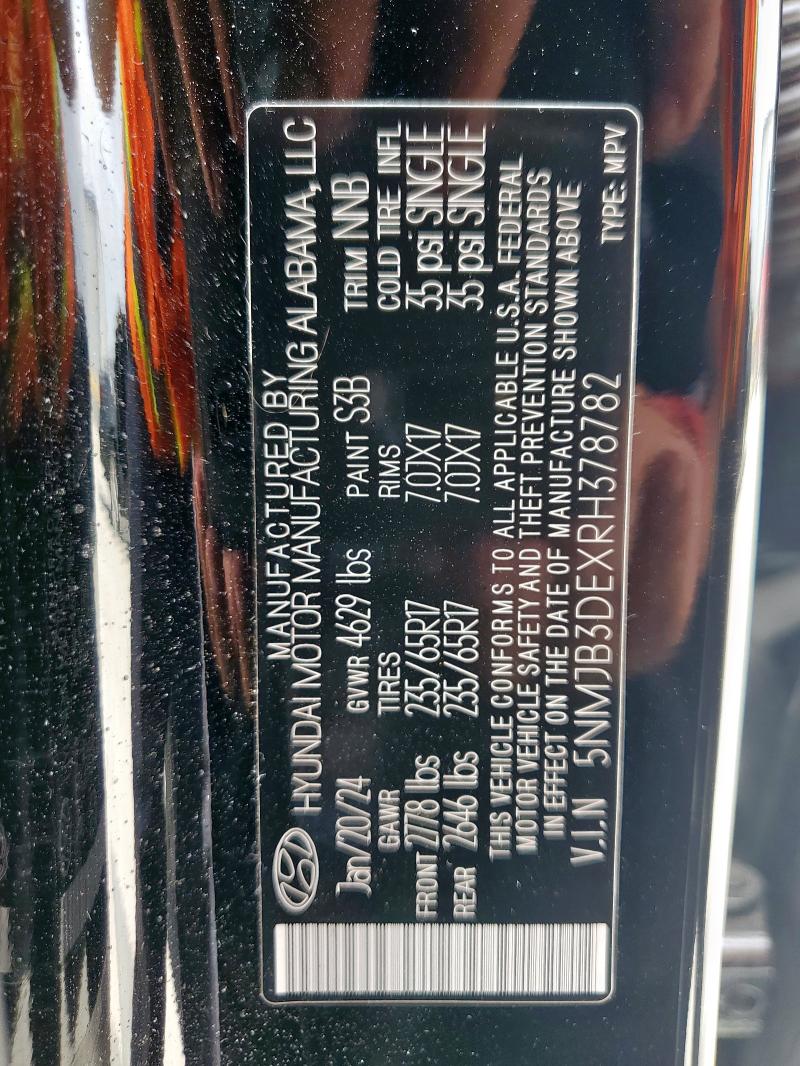 MANUFACTURED BY
HYUNDAI MOTOR MANUFACTURING ALABAMA, LLC
Jan/20/24 GVWR 4629 lbs PAINT S3B TRIM NNB
GAWR TIRES RIMS COLD TIRE INFL
FRONT 2778 lbs 235/65R17 7.0JX17 35 psi SINGLE
REAR 2646 lbs 235/65R17 7.0JX17 35 psi SINGLE
THIS VEHICLE CONFORMS TO ALL APPLICABLE U.S.A. FEDERAL
MOTOR VEHICLE SAFETY AND THEFT PREVENTION STANDARDS
IN EFFECT ON THE DATE OF MANUFACTURE SHOWN ABOVE
V.I.N 5NMJB3DEXRH378782 TYPE: MPV